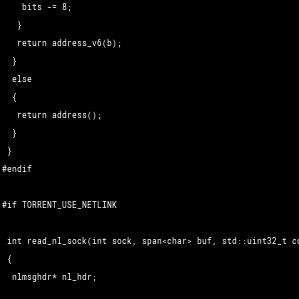 bits -= 8;
}
return address_v6(b);
}
else
{
return address();
}
}
#endif
#if TORRENT_USE_NETLINK
int read_nl_sock(int sock, span<char> buf, std::uint32_t
{
nlmsghdr* nl_hdr;